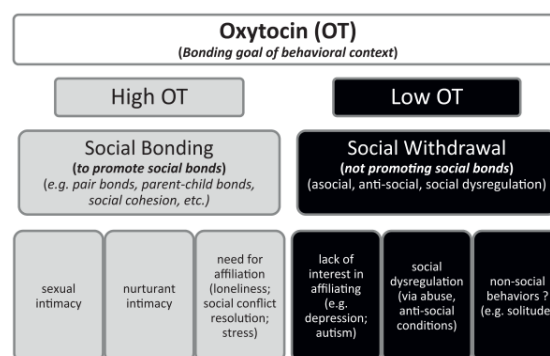 Oxytocin (OT)
(Bonding goal of behavioral context)
High OT
Low OT
Social Bonding
(to promote social bonds)
(e.g. pair bonds, parent-child bonds,
social cohesion, etc.)
Social Withdrawal
(not promoting social bonds)
(asocial, anti-social, social dysregulation)
sexual
intimacy
nurturant
intimacy
need for
affiliation
(loneliness;
social conflict
resolution;
stress)
lack of
interest in
affiliating
(e.g.
depression;
autism)
social
dysregulation
(via abuse,
anti-social
conditions)
non-social
behaviors ?
(e.g. solitude)